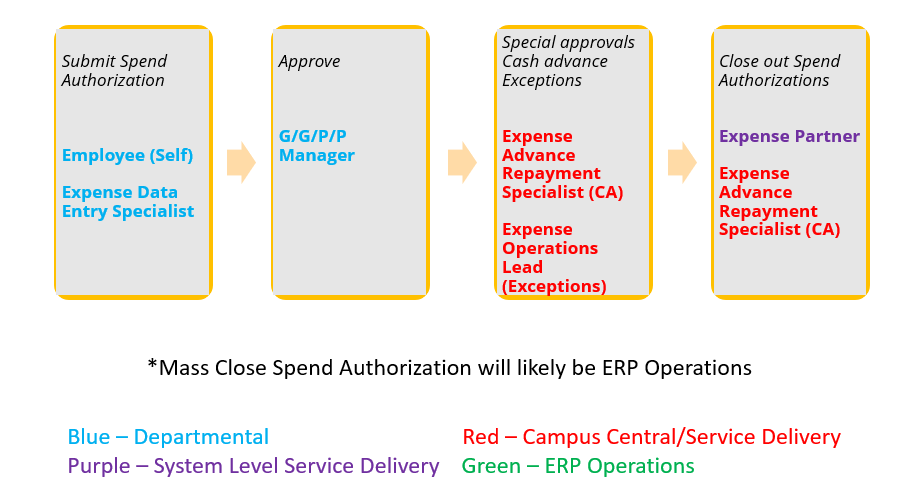 Submit Spend
Authorization
Employee (Self)
Expense Data
Entry Specialist
Approve
G/G/P/P
Manager
Special approvals
Cash advance
Exceptions
Expense
Advance
Repayment
Specialist (CA)
Expense
Operations
Lead
(Exceptions)
Close out Spend
Authorizations
Expense Partner
Expense
Advance
Repayment
Specialist (CA)
*Mass Close Spend Authorization will likely be ERP Operations
Blue – Departmental
Red – Campus Central/Service Delivery
Purple – System Level Service Delivery
Green – ERP Operations